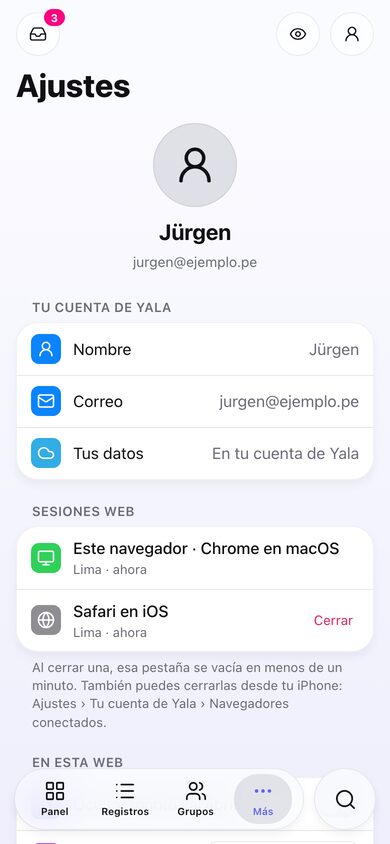 3
Ajustes
Jürgen
jurgen@ejemplo.pe
TU CUENTA DE YALA
Nombre
Jürgen
Correo
jurgen@ejemplo.pe
Tus datos
En tu cuenta de Yala
SESIONES WEB
Este navegador · Chrome en macOS
Lima · ahora
Safari en iOS
Lima · ahora
Cerrar
Al cerrar una, esa pestaña se vacía en menos de un
minuto. También puedes cerrarlas desde tu iPhone:
Ajustes › Tu cuenta de Yala › Navegadores
conectados.
EN ESTA WEB
Panel
Registros
Grupos
Más